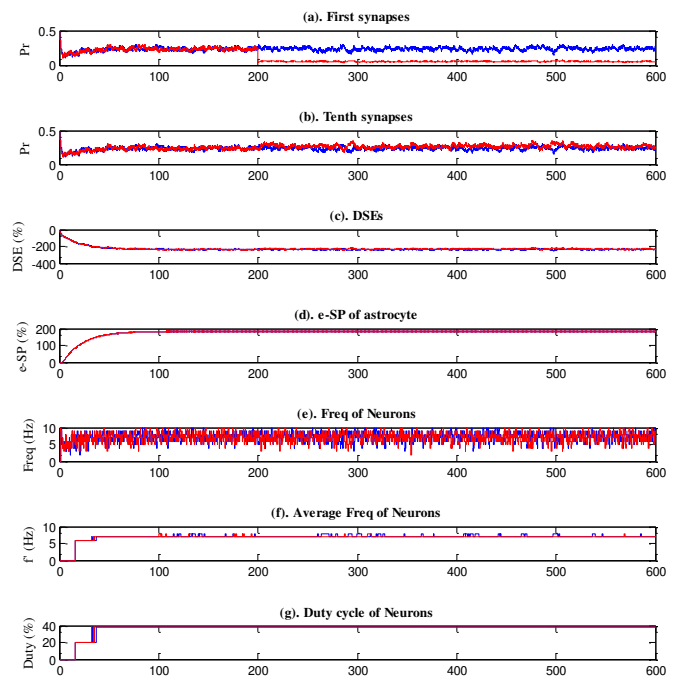 (a). First synapses
Pr
0.5
0
0 100 200 300 400 500 600
(b). Tenth synapses
Pr
0.5
0
0 100 200 300 400 500 600
(c). DSEs
DSE (%)
0
-200
-400
0 100 200 300 400 500 600
(d). e-SP of astrocyte
e-SP (%)
200
100
0
0 100 200 300 400 500 600
(e). Freq of Neurons
Freq (Hz)
10
5
0
0 100 200 300 400 500 600
(f). Average Freq of Neurons
f' (Hz)
10
5
0
0 100 200 300 400 500 600
(g). Duty cycle of Neurons
Duty (%)
40
20
0
0 100 200 300 400 500 600